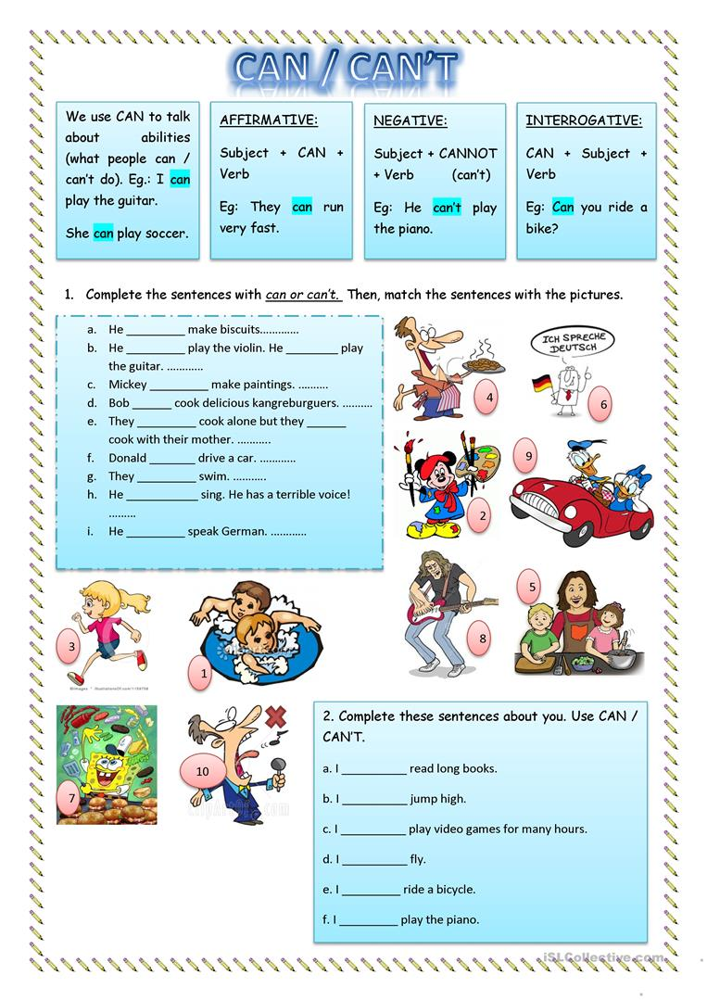 CAN / CAN'T
We use CAN to talk
about abilities
(what people can /
can't do). Eg.: I can
play the guitar.
She can play soccer.
AFFIRMATIVE:
Subject + CAN +
Verb
Eg: They can run
very fast.
NEGATIVE:
Subject + CANNOT
+ Verb (can't)
Eg: He can't play
the piano.
INTERROGATIVE:
CAN + Subject +
Verb
Eg: Can you ride a
bike?
1. Complete the sentences with can or can't. Then, match the sentences with the pictures.
a. He __________ make biscuits.............
b. He __________ play the violin. He _________ play
the guitar. ............
c. Mickey __________ make paintings. ..........
d. Bob _______ cook delicious kangreburguers. ..........
e. They ____________ cook alone but they _______
cook with their mother. ...........
f. Donald ________ drive a car. ............
g. They __________ swim. ...........
h. He ____________ sing. He has a terrible voice!
.........
i. He __________ speak German. ............
4
ICH SPRECHE
DEUTSCH
6
2
9
8
5
3
1
7
10
2. Complete these sentences about you. Use CAN /
CAN'T.
a. I __________ read long books.
b. I __________ jump high.
c. I __________ play video games for many hours.
d. I __________ fly.
e. I _________ ride a bicycle.
f. I _________ play the piano.
iSLCollective.com